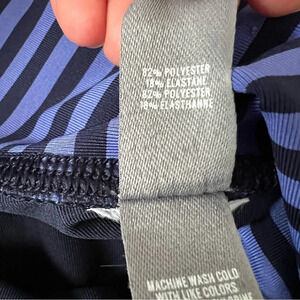 82% POLYESTER
18% ELASTANE
82% POLYESTER
18% ELASTHANNE
MACHINE WASH COLD
WITH LIKE COLORS